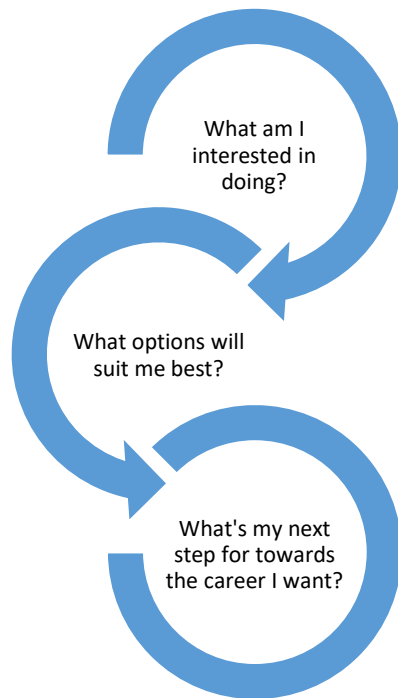 What am I
interested in
doing?
What options will
suit me best?
What's my next
step for towards
the career I want?